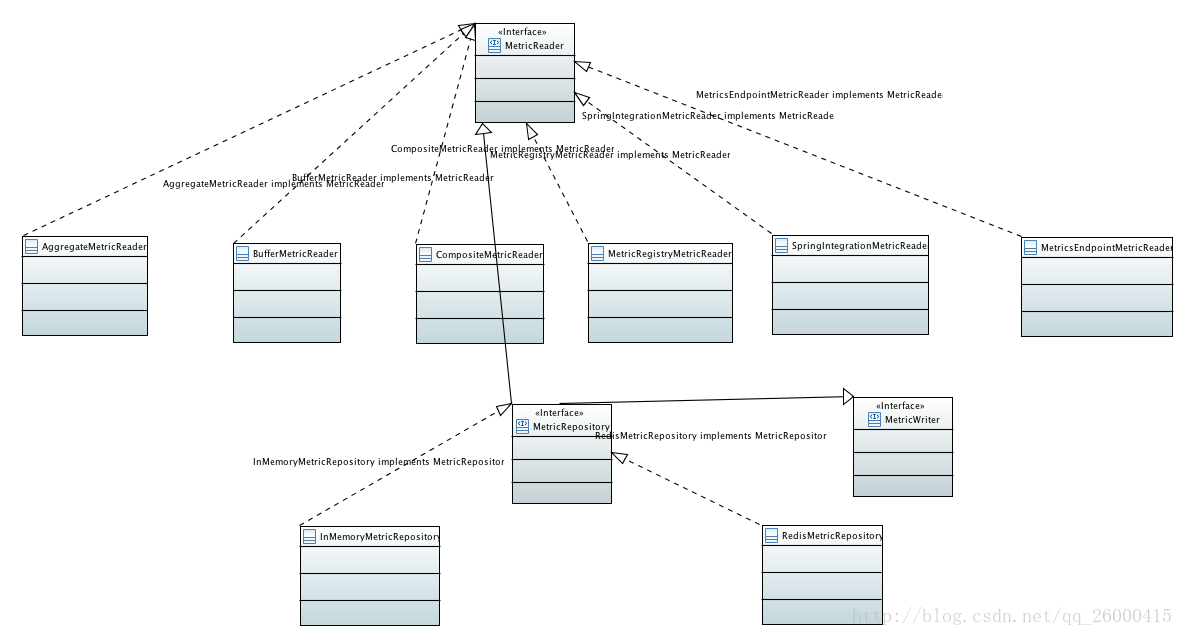 «Interface»
MetricReader
MetricsEndpointMetricReader implements MetricReade
SpringIntegrationMetricReader implements MetricReade
CompositeMetricReader implements MetricReader
MetricRegistryMetricReader implements MetricReader
BufferMetricReader implements MetricReader
AggregateMetricReader implements MetricReader
AggregateMetricReader
BufferMetricReader
CompositeMetricReader
MetricRegistryMetricReader
SpringIntegrationMetricReader
MetricsEndpointMetricReader
«Interface»
MetricRepository
«Interface»
MetricWriter
RedisMetricRepository implements MetricRepositor
InMemoryMetricRepository implements MetricRepositor
InMemoryMetricRepository
RedisMetricRepository
http://blog.csdn.net/qq_26000415